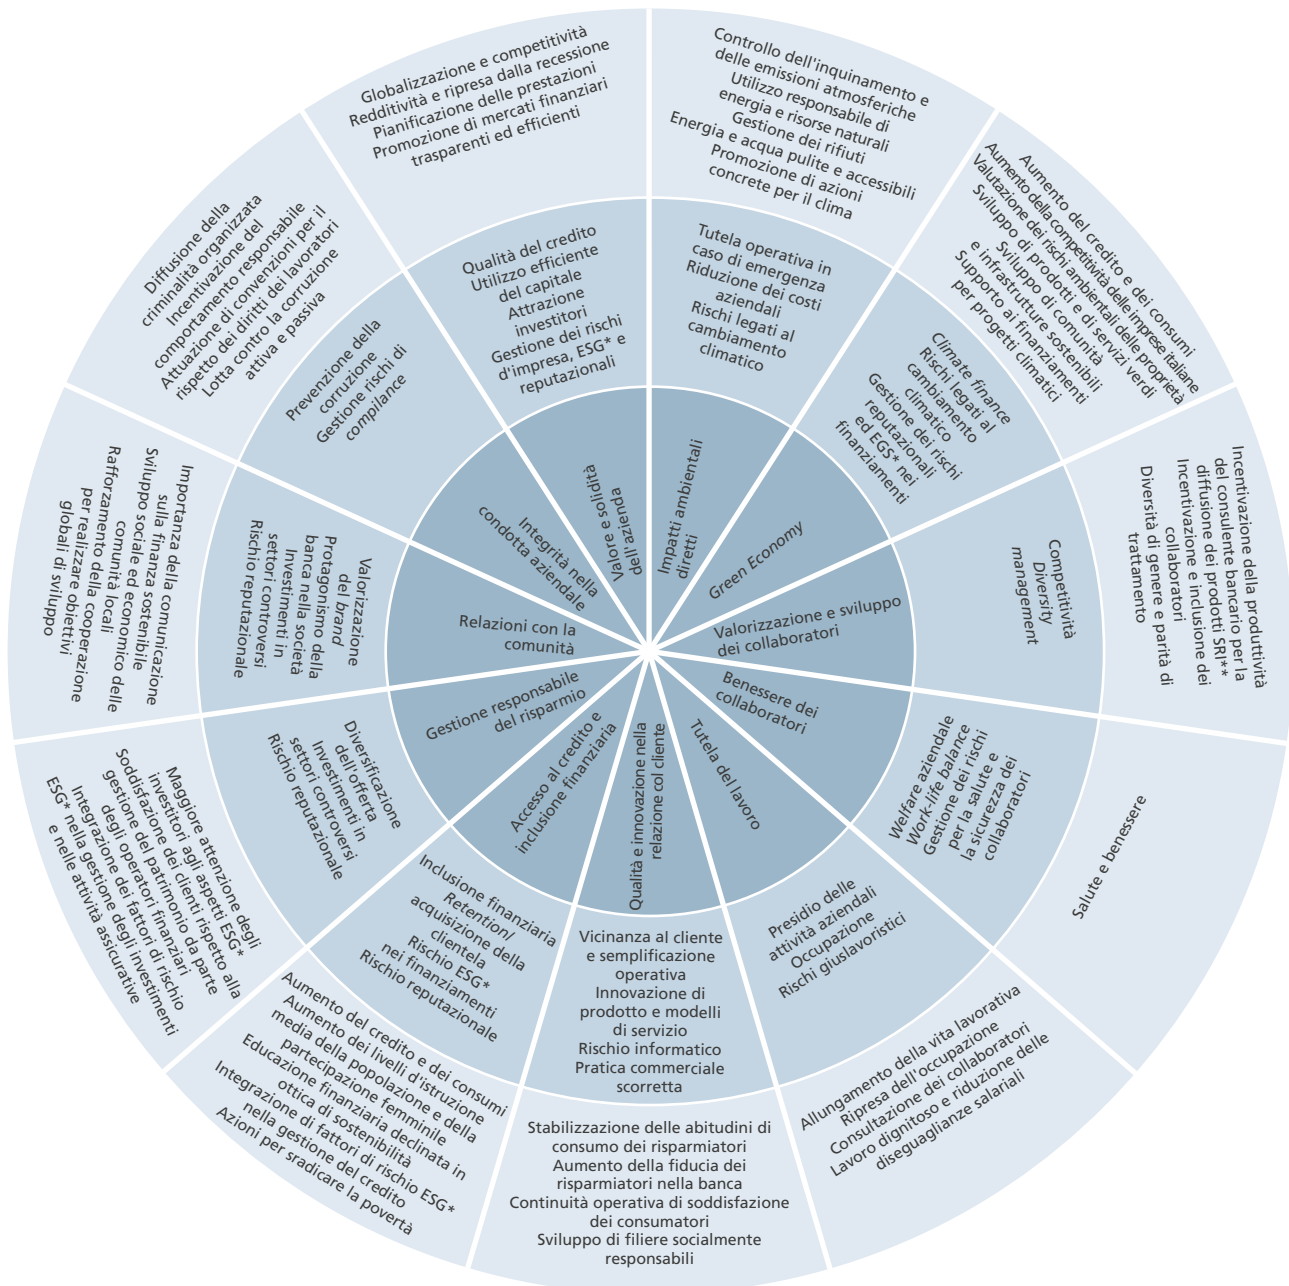 Controllo dell'inquinamento e
delle emissioni atmosferiche
Utilizzo responsabile di
energia e risorse naturali
Gestione dei rifiuti
Energia e acqua pulite e accessibili
Promozione di azioni
concrete per il clima
Tutela operativa in
caso di emergenza
Riduzione dei costi
aziendali
Rischi legati al
cambiamento
climatico
Impatti ambientali
diretti
Aumento del credito e dei consumi
Aumento della competitività delle imprese italiane
Valutazione dei rischi ambientali delle proprietà
Sviluppo di prodotti e di servizi verdi
Sviluppo di comunità
e infrastrutture sostenibili
Supporto ai finanziamenti
per progetti climatici
Climate finance
Rischi legati al
cambiamento
climatico
Gestione dei rischi
reputazionali
ed EGS* nei
finanziamenti
Green Economy
Incentivazione della produttività
del consulente bancario per la
diffusione dei prodotti SRI**
Incentivazione e inclusione dei
collaboratori
Diversità di genere e parità di
trattamento
Competitività
Diversity
management
Valorizzazione e sviluppo
dei collaboratori
Salute e benessere
Welfare aziendale
Work-life balance
Gestione dei rischi
per la salute e
la sicurezza dei
collaboratori
Benessere dei
collaboratori
Allungamento della vita lavorativa
Ripresa dell'occupazione
Consultazione dei collaboratori
Lavoro dignitoso e riduzione delle
diseguaglianze salariali
Presidio delle
attività aziendali
Occupazione
Rischi giuslavoristici
Tutela del lavoro
Qualità e innovazione nella
relazione col cliente
Vicinanza al cliente
e semplificazione
operativa
Innovazione di
prodotto e modelli
di servizio
Rischio informatico
Pratica commerciale
scorretta
Stabilizzazione delle abitudini di
consumo dei risparmiatori
Aumento della fiducia dei
risparmiatori nella banca
Continuità operativa di soddisfazione
dei consumatori
Sviluppo di filiere socialmente
responsabili
Accesso al credito e
inclusione finanziaria
Inclusione finanziaria
Retention/
acquisizione della
clientela
Rischio ESG*
nei finanziamenti
Rischio reputazionale
Aumento del credito e dei consumi
Aumento dei livelli d'istruzione
media della popolazione e della
partecipazione femminile
Educazione finanziaria declinata in
ottica di sostenibilità
Integrazione di fattori di rischio ESG*
nella gestione del credito
Azioni per sradicare la povertà
Gestione responsabile
del risparmio
Diversificazione
dell'offerta
Investimenti in
settori controversi
Rischio reputazionale
Maggiore attenzione degli
investitori agli aspetti ESG*
Soddisfazione dei clienti rispetto alla
gestione del patrimonio da parte
degli operatori finanziari
Integrazione dei fattori di rischio
ESG* nella gestione degli investimenti
e nelle attività assicurative
Relazioni con la
comunità
Valorizzazione
del brand
Protagonismo della
banca nella società
Investimenti in
settori controversi
Rischio reputazionale
Importanza della comunicazione
sulla finanza sostenibile
Sviluppo sociale ed economico delle
comunità locali
Rafforzamento della cooperazione
per realizzare obiettivi
globali di sviluppo
Integrità nella
condotta aziendale
Prevenzione della
corruzione
Gestione rischi di
compilance
Diffusione della
criminalità organizzata
Incentivazione del
comportamento responsabile
Attuazione di convenzioni per il
rispetto dei diritti dei lavoratori
Lotta contro la corruzione
attiva e passiva
Valore e solidità
dell'azienda
Qualità del credito
Utilizzo efficiente
del capitale
Attrazione
investitori
Gestione dei rischi
d'impresa, ESG* e
reputazionali
Globalizzazione e competitività
Redditività e ripresa dalla recessione
Pianificazione delle prestazioni
Promozione di mercati finanziari
trasparenti ed efficienti